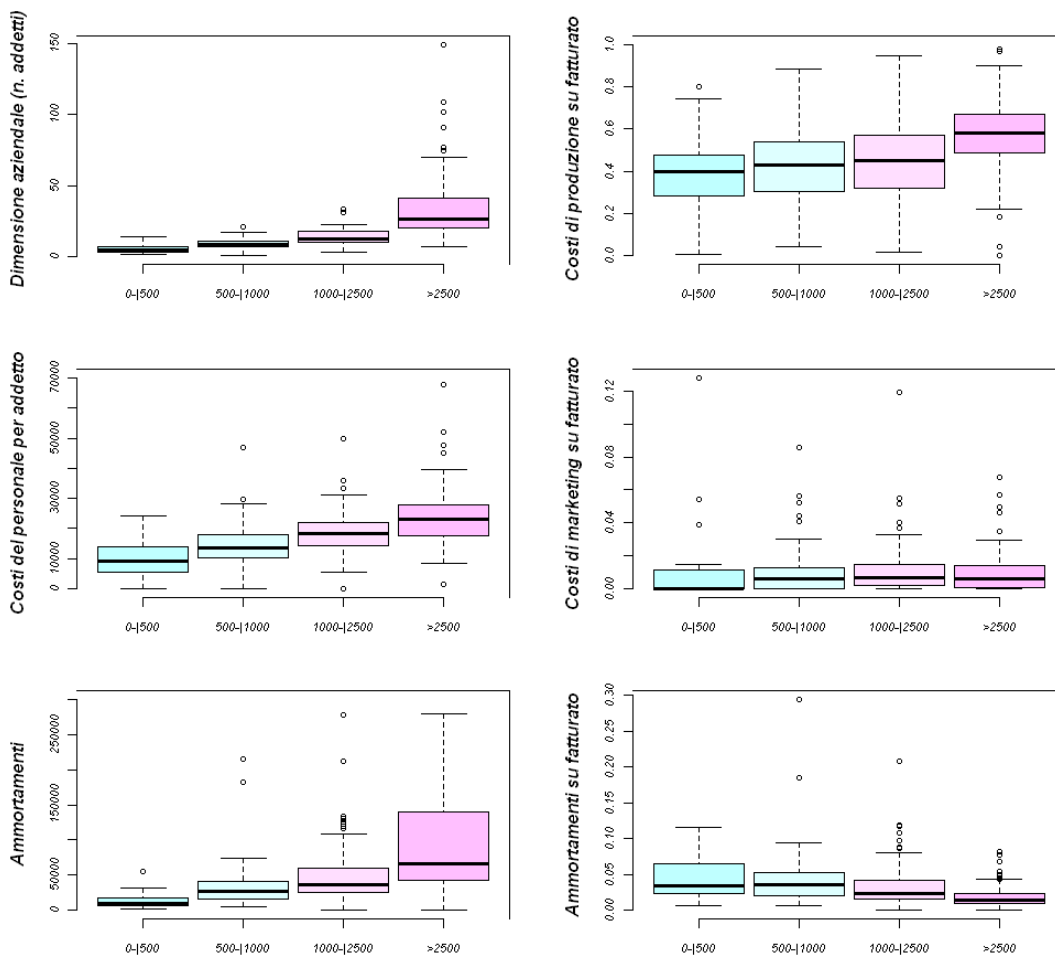 Dimensione aziendale (n. addetti)
0 50 100 150
0-|500 500-|1000 1000-|2500 >2500
Costi di produzione su fatturato
0.0 0.2 0.4 0.6 0.8 1.0
0-|500 500-|1000 1000-|2500 >2500
Costi del personale per addetto
0 10000 30000 50000 70000
0-|500 500-|1000 1000-|2500 >2500
Costi di marketing su fatturato
0.00 0.04 0.08 0.12
0-|500 500-|1000 1000-|2500 >2500
Ammortamenti
0 50000 150000 250000
0-|500 500-|1000 1000-|2500 >2500
Ammortamenti su fatturato
0.00 0.05 0.10 0.15 0.20 0.25 0.30
0-|500 500-|1000 1000-|2500 >2500